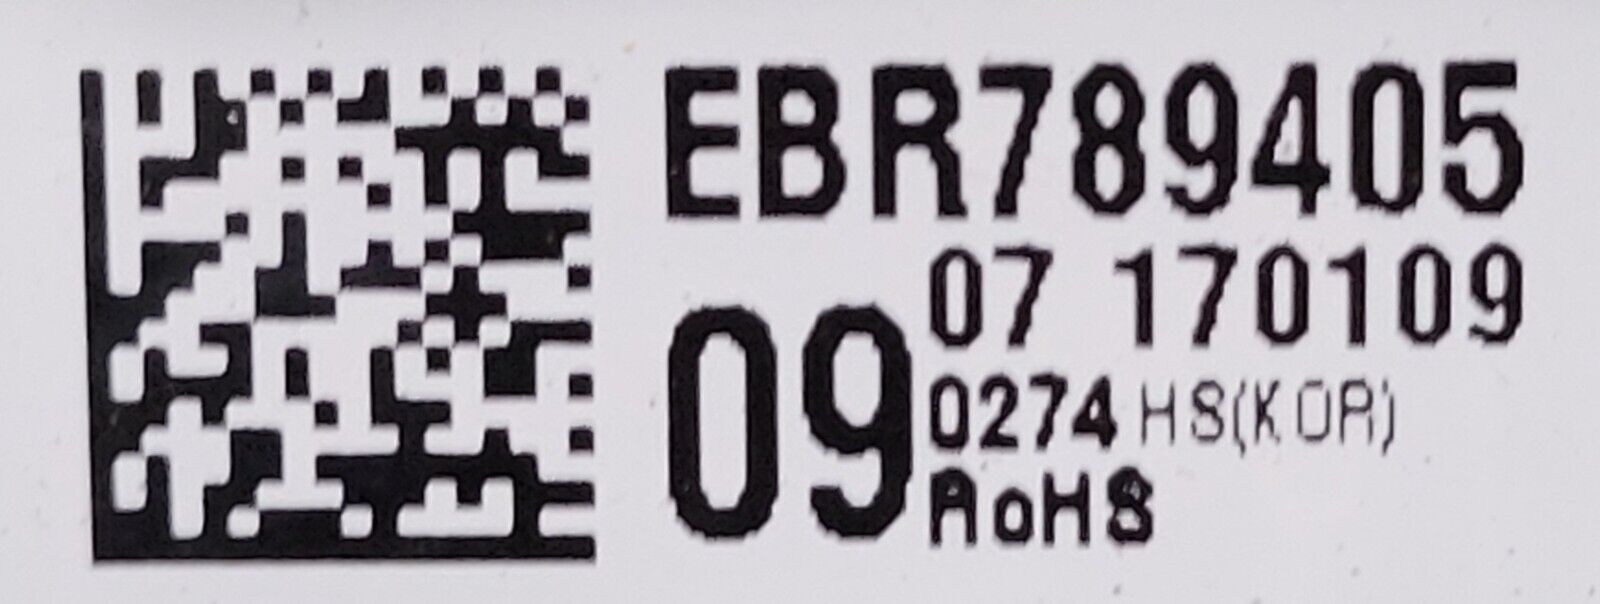 EBR789405
09 07 170109
0274 HS(KOR)
RoHS